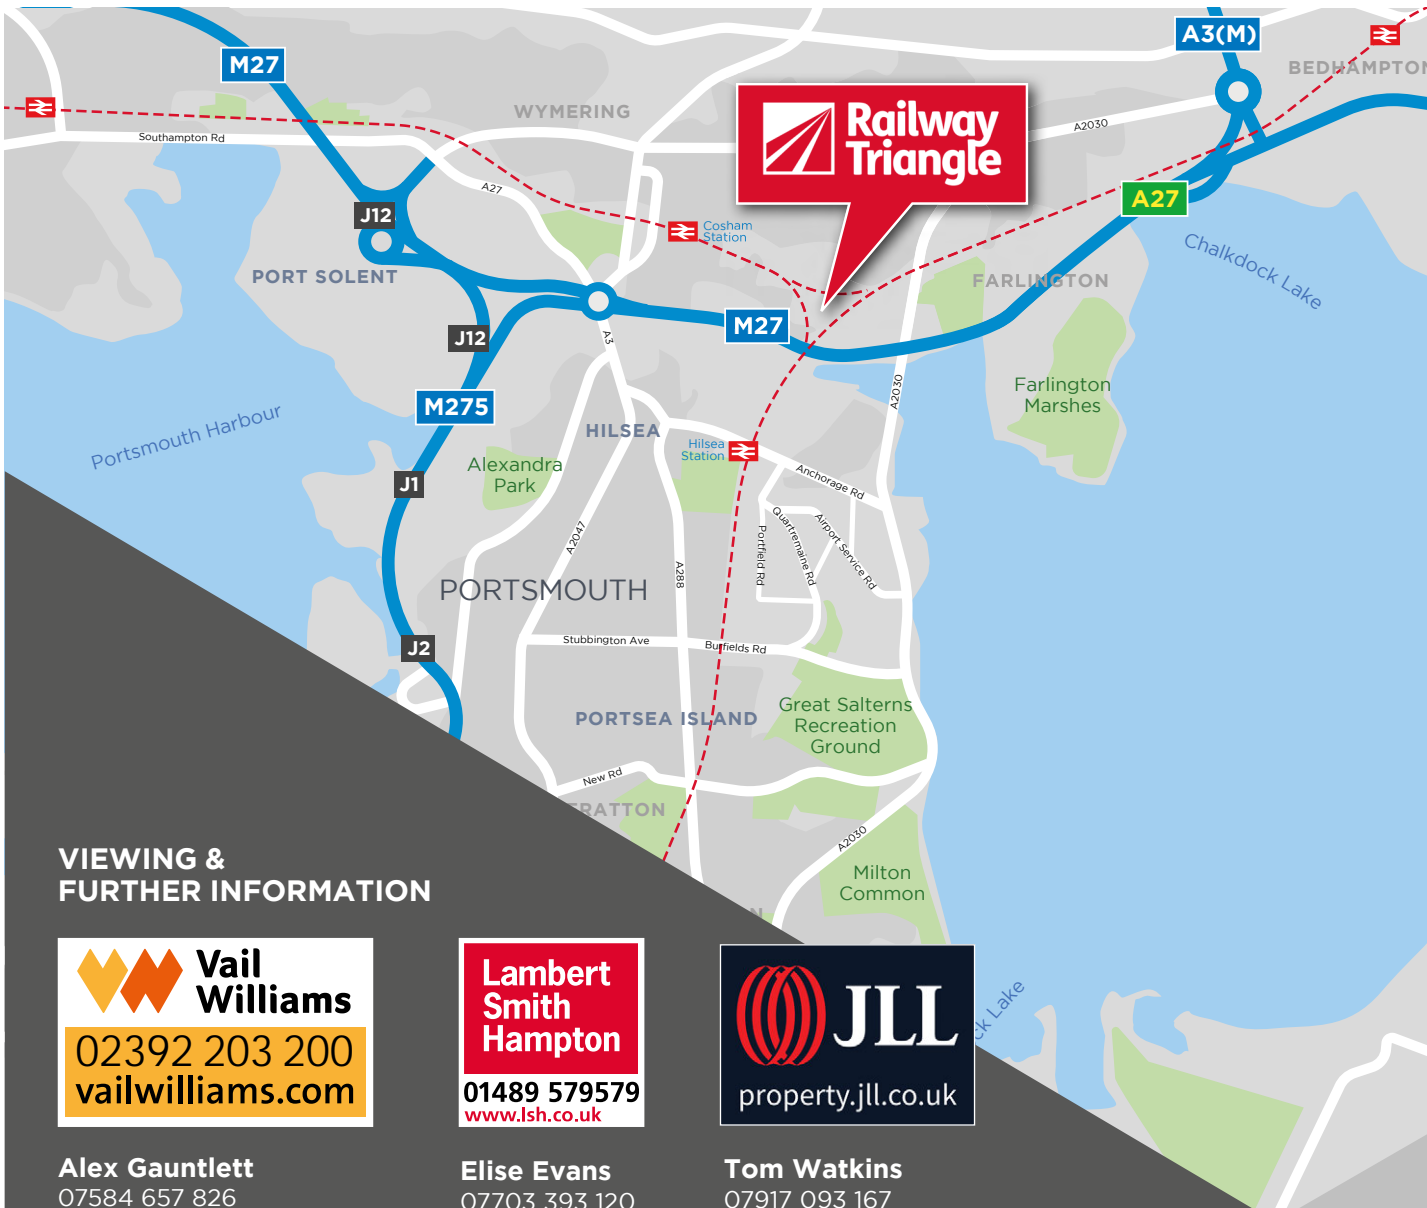 M27
A3(M)
BEDHAMPTON
WYMERING
Railway
Triangle
A2030
Southampton Rd
A27
A27
J12
Cosham
Station
Chalkdock Lake
PORT SOLENT
FARLINGTON
M27
J12
A3
A2030
M275
Farlington
Marshes
Portsmouth Harbour
HILSEA
Hilsea
Station
Alexandra
Park
Anchorage Rd
J1
Quartremaine Rd
Airport Service Rd
Portfield Rd
A2047
A288
PORTSMOUTH
Stubbington Ave
Burfields Rd
J2
PORTSEA ISLAND
Great Salterns
Recreation
Ground
New Rd
RATTON
A2030
Milton
Common
N
ck Lake
VIEWING &
FURTHER INFORMATION
Vail
Williams
02392 203 200
vailwilliams.com
Lambert
Smith
Hampton
01489 579579
www.lsh.co.uk
JLL
property.jll.co.uk
Alex Gauntlett
07584 657 826
Elise Evans
07703 393 120
Tom Watkins
07917 093 167